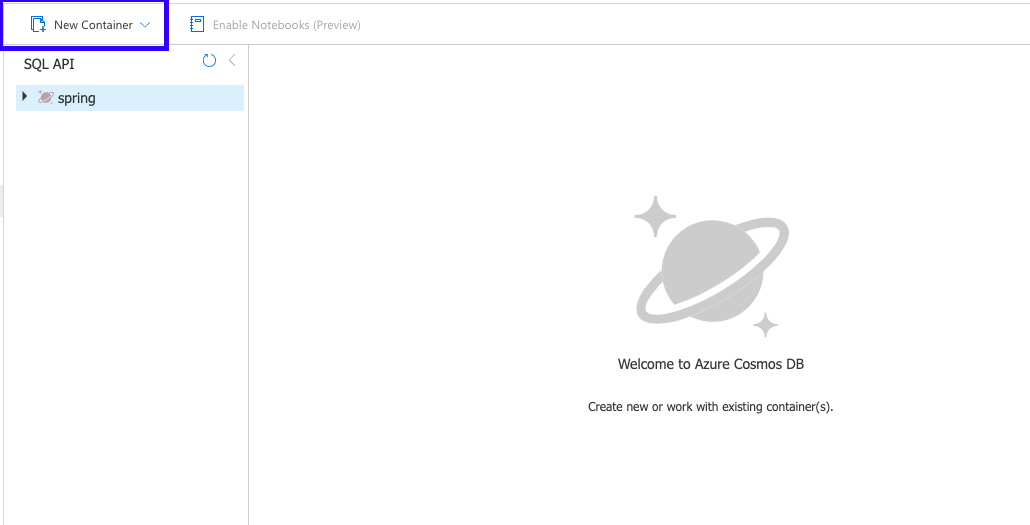 New Container
Enable Notebooks (Preview)
SQL API
spring
Welcome to Azure Cosmos DB
Create new or work with existing container(s).